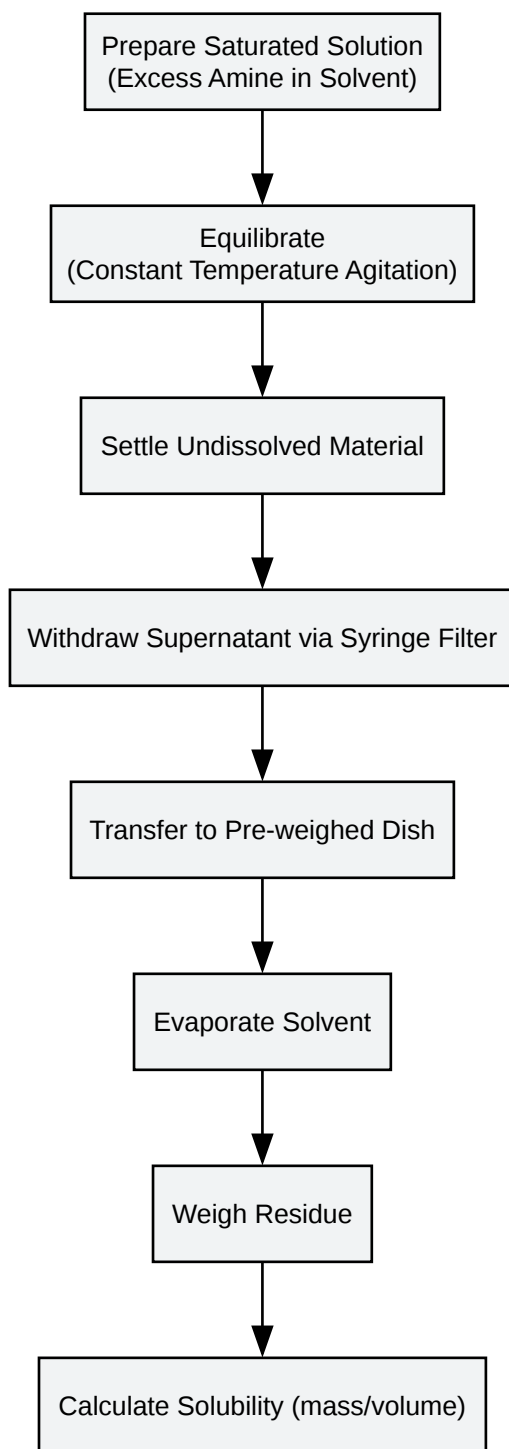 Prepare Saturated Solution
(Excess Amine in Solvent)
Equilibrate
(Constant Temperature Agitation)
Settle Undissolved Material
Withdraw Supernatant via Syringe Filter
Transfer to Pre-weighed Dish
Evaporate Solvent
Weigh Residue
Calculate Solubility (mass/volume)